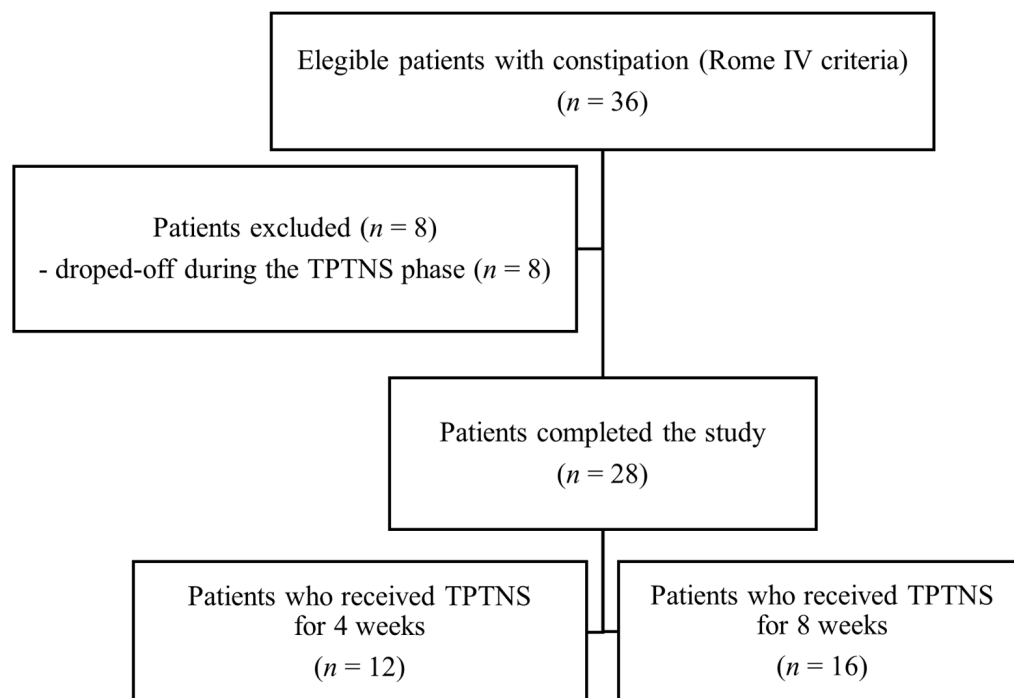 Elegible patients with constipation (Rome IV criteria)
(n = 36)
Patients excluded (n = 8)
- droped-off during the TPTNS phase (n = 8)
Patients completed the study
(n = 28)
Patients who received TPTNS
for 4 weeks
(n = 12)
Patients who received TPTNS
for 8 weeks
(n = 16)